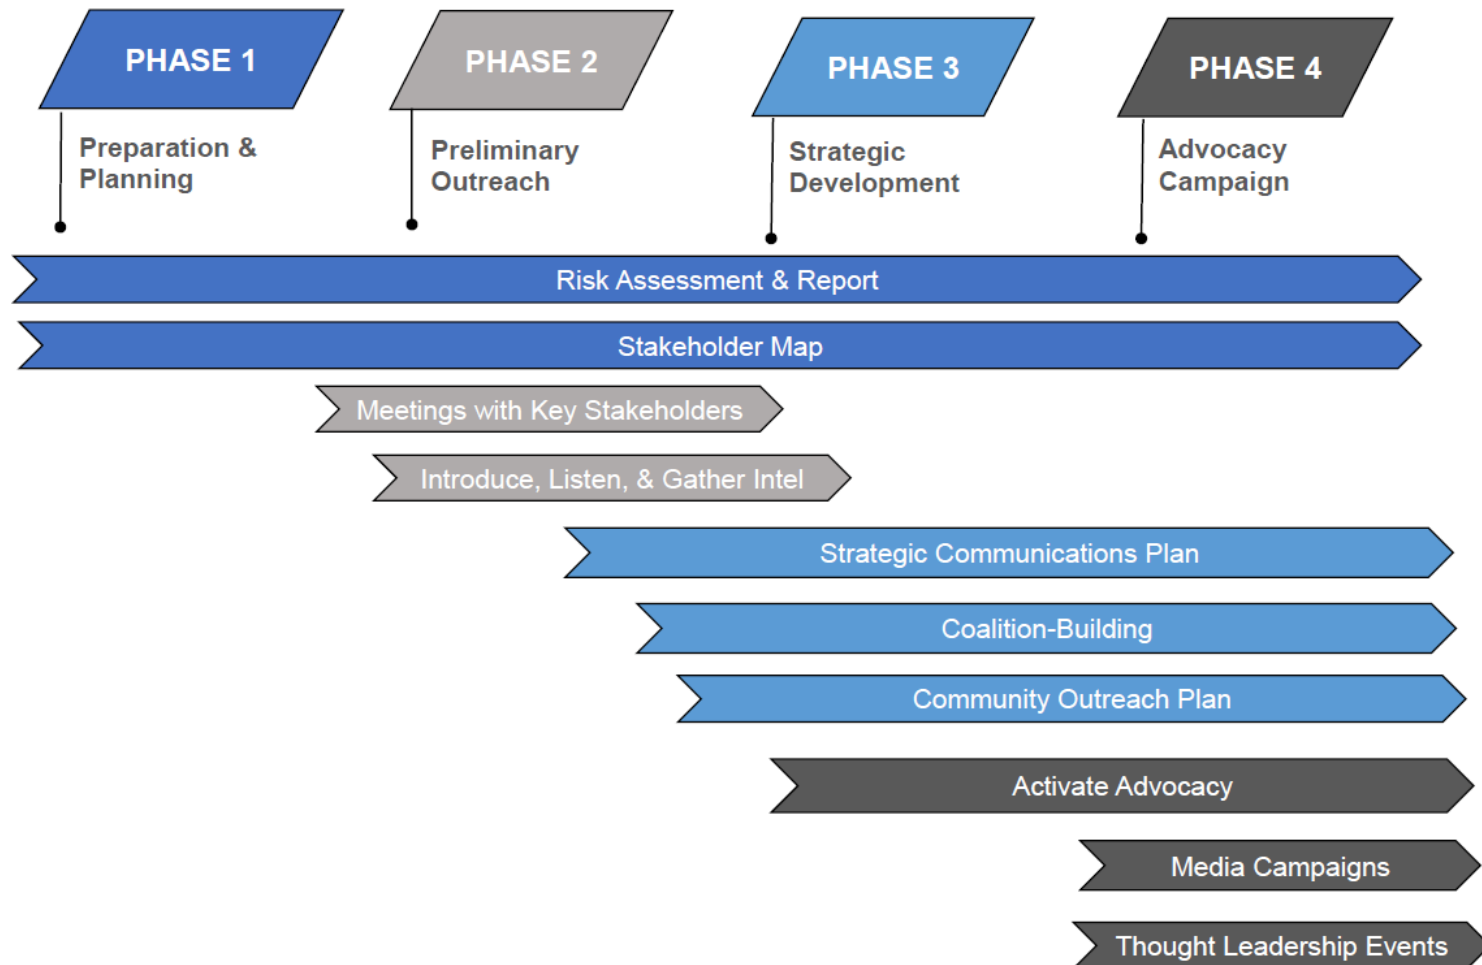 PHASE 1
PHASE 2
PHASE 3
PHASE 4
Preparation &
Planning
Preliminary
Outreach
Strategic
Development
Advocacy
Campaign
Risk Assessment & Report
Stakeholder Map
Meetings with Key Stakeholders
Introduce, Listen, & Gather Intel
Strategic Communications Plan
Coalition-Building
Community Outreach Plan
Activate Advocacy
Media Campaigns
Thought Leadership Events